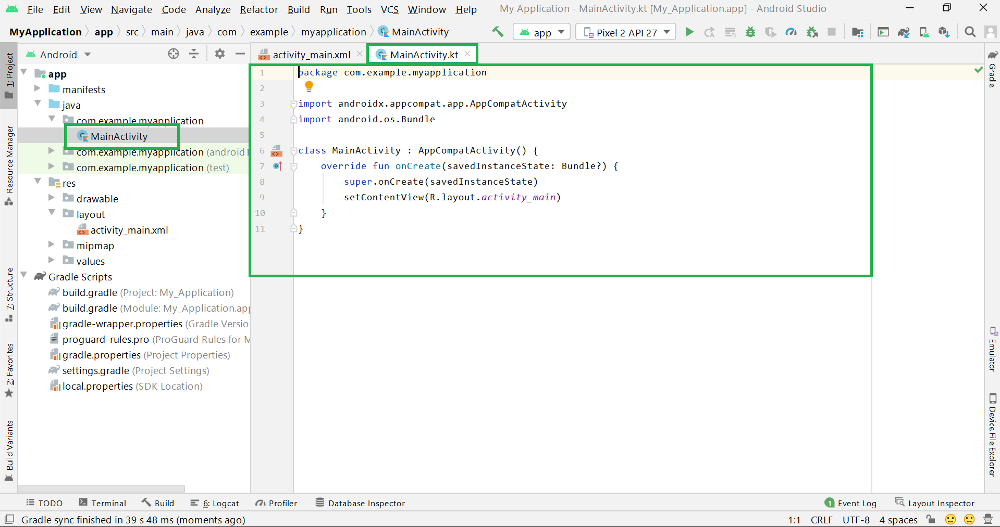 File Edit View Navigate Code Analyze Refactor Build Run Tools VCS Window Help My Application - MainActivity.kt [My_Application.app] - Android Studio
MyApplication app src main java com example myapplication MainActivity app Pixel 2 API 27
1: Project
Resource Manager
7: Structure
2: Favorites
Build Variants
Android
app
manifests
java
com.example.myapplication
MainActivity
com.example.myapplication (androidT
com.example.myapplication (test)
res
drawable
layout
activity_main.xml
mipmap
values
Gradle Scripts
build.gradle (Project: My_Application)
build.gradle (Module: My_Application.app
gradle-wrapper.properties (Gradle Versio
proguard-rules.pro (ProGuard Rules for M
gradle.properties (Project Properties)
settings.gradle (Project Settings)
local.properties (SDK Location)
activity_main.xml MainActivity.kt
1 package com.example.myapplication
2
3 import androidx.appcompat.app.AppCompatActivity
4 import android.os.Bundle
5
6 class MainActivity : AppCompatActivity() {
7 override fun onCreate(savedInstanceState: Bundle?) {
8 super.onCreate(savedInstanceState)
9 setContentView(R.layout.activity_main)
10 }
11 }
Gradle
Emulator
Device File Explorer
TODO Terminal Build 6: Logcat Profiler Database Inspector 1 Event Log Layout Inspector
Gradle sync finished in 39 s 48 ms (moments ago) 1:1 CRLF UTF-8 4 spaces